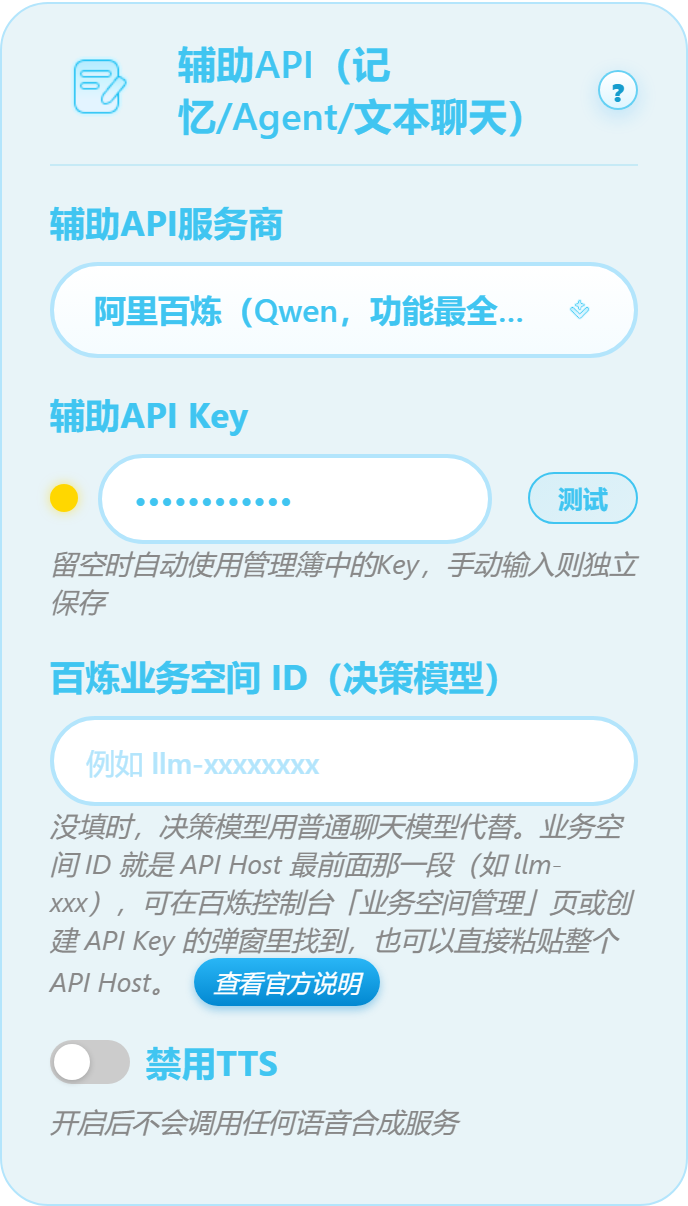 辅助API（记
忆/Agent/文本聊天）
?
辅助API服务商
阿里百炼（Qwen，功能最全...
辅助API Key
••••••••••••
测试
留空时自动使用管理簿中的Key，手动输入则独立
保存
百炼业务空间 ID（决策模型）
例如 llm-xxxxxxxx
没填时，决策模型用普通聊天模型代替。业务空
间 ID 就是 API Host 最前面那一段（如 llm-
xxx），可在百炼控制台「业务空间管理」页或创
建 API Key 的弹窗里找到，也可以直接粘贴整个
API Host。 查看官方说明
禁用TTS
开启后不会调用任何语音合成服务